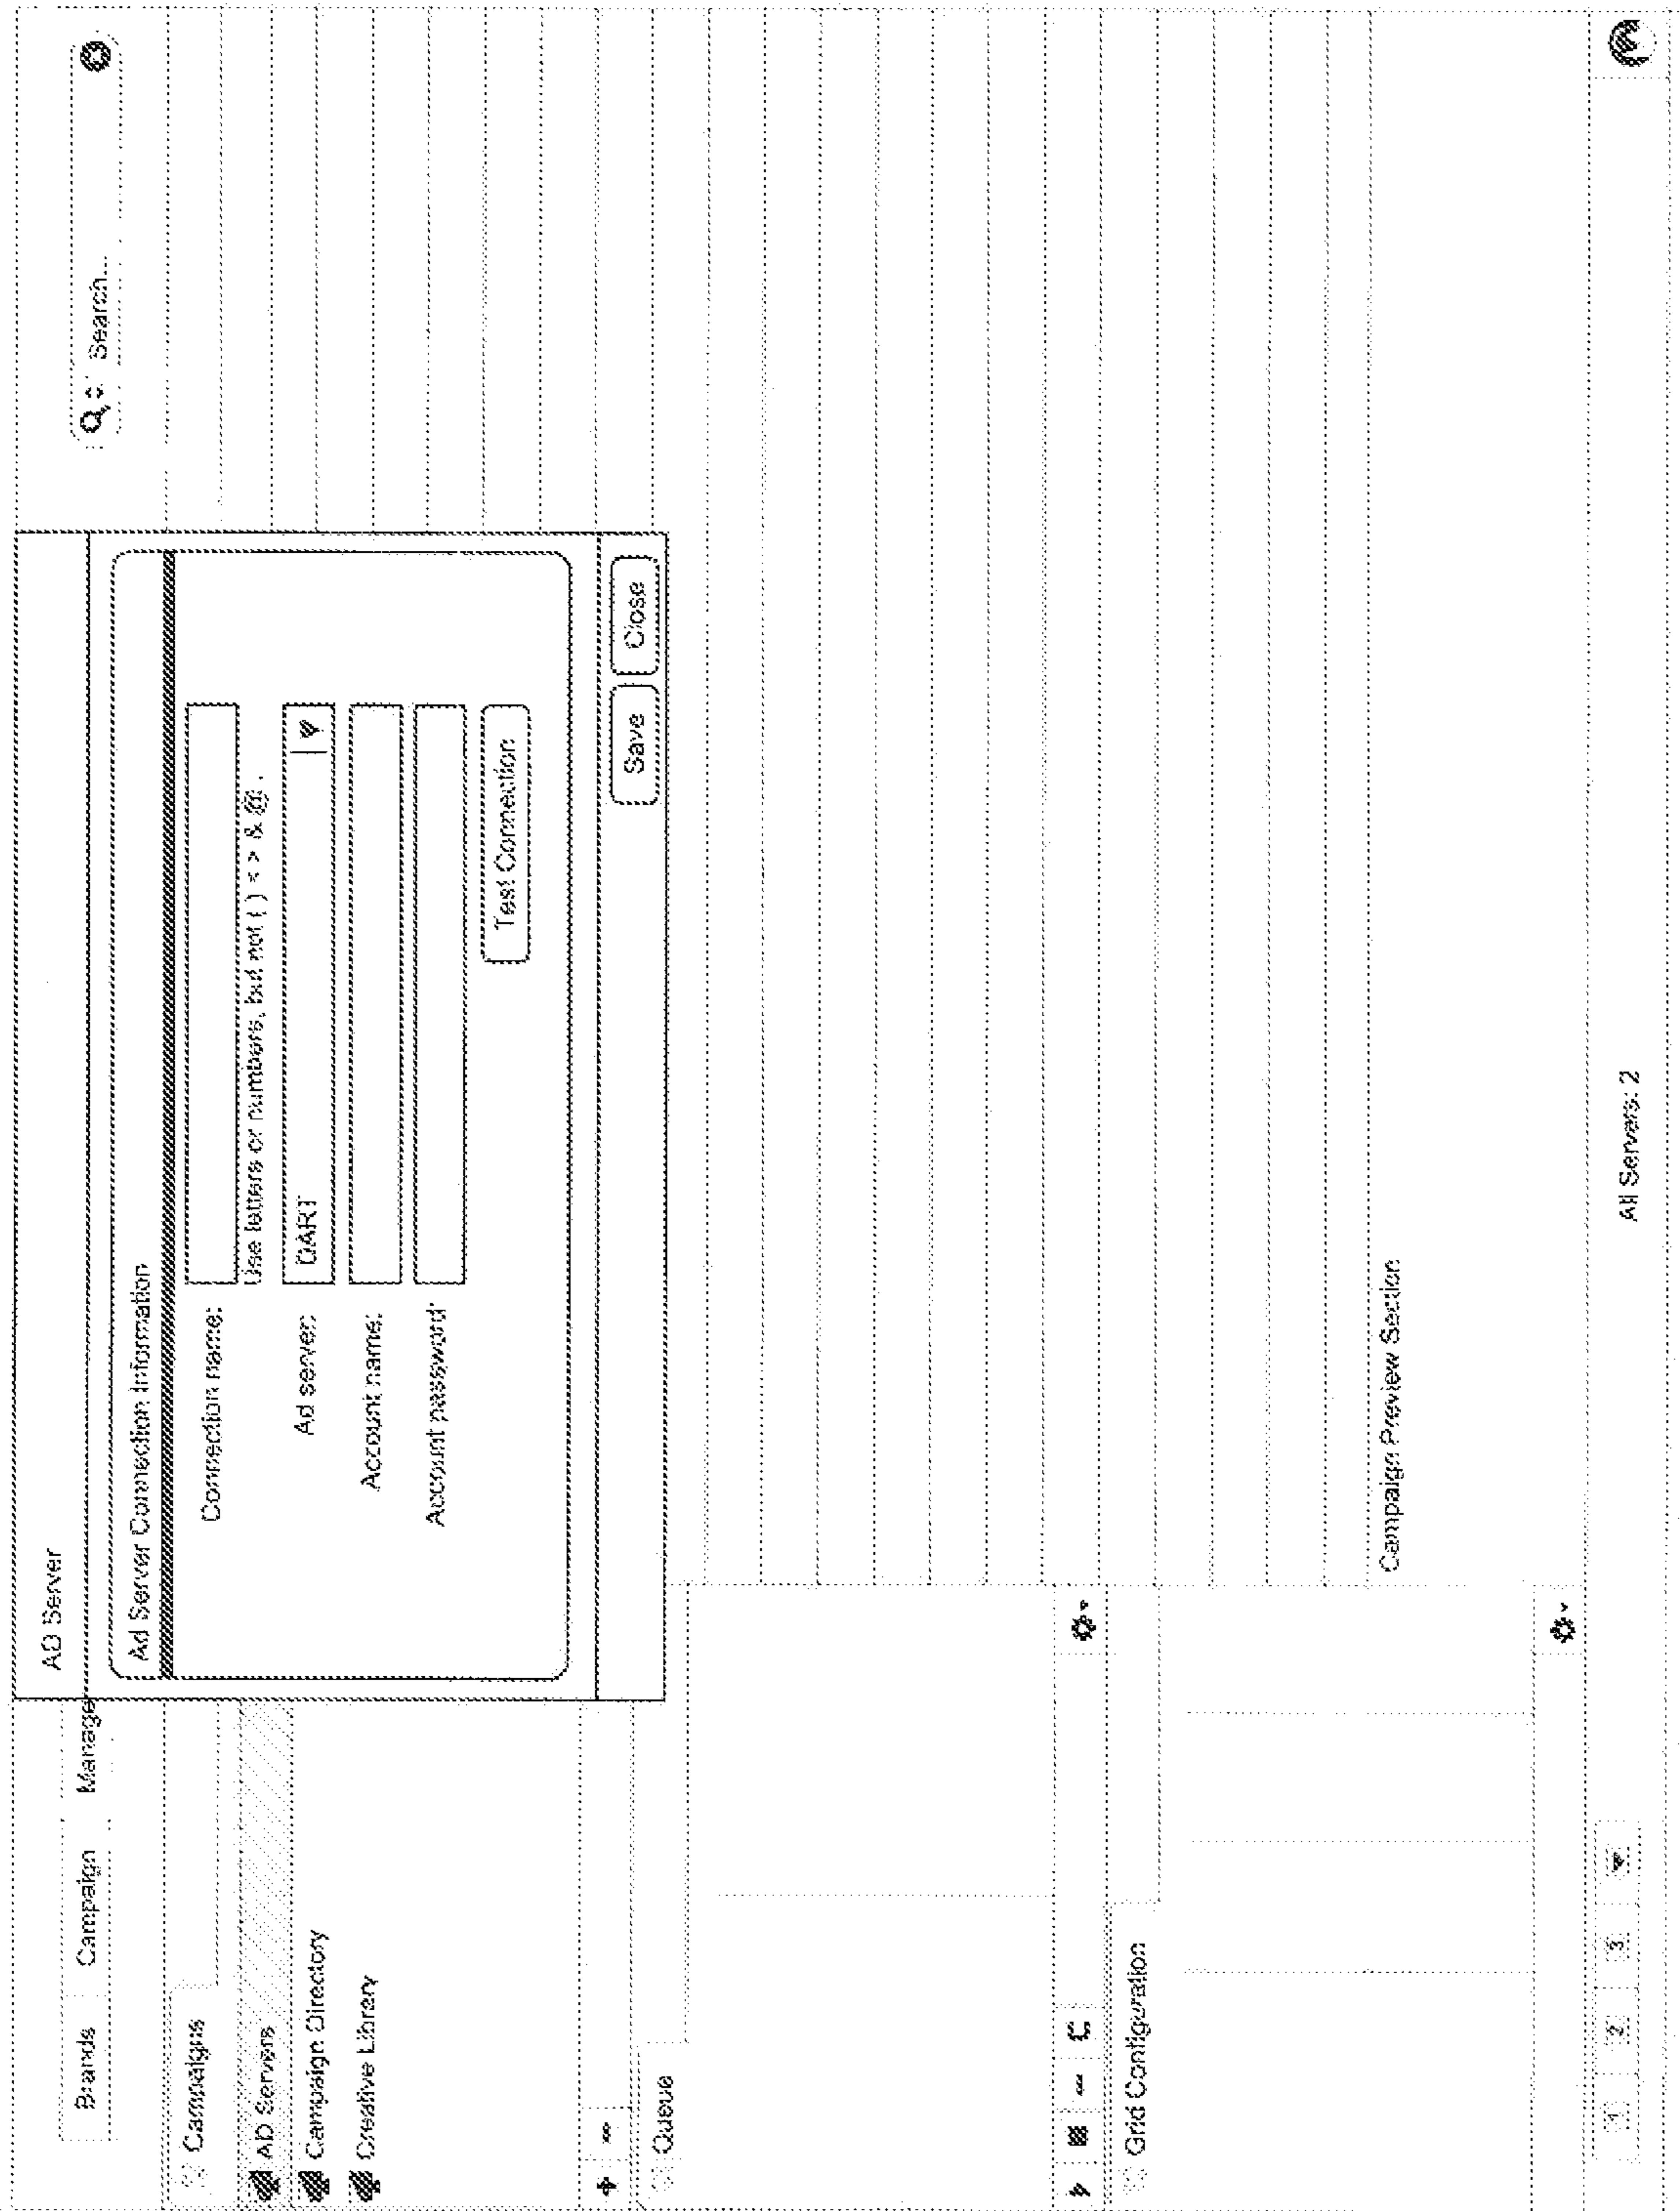 AD Server
Brands
Campaign
Manage
Search...
Ad Server Connection Information
Connection name:
Use letters or numbers, but not ( ) < > & @ .
Ad server:
DART
Account name:
Account password:
Test Connection
Save
Close
Campaigns
AD Servers
Campaign Directory
Creative Library
Queue
Grid Configuration
Campaign Preview Section
1
2
3
All Servers: 2